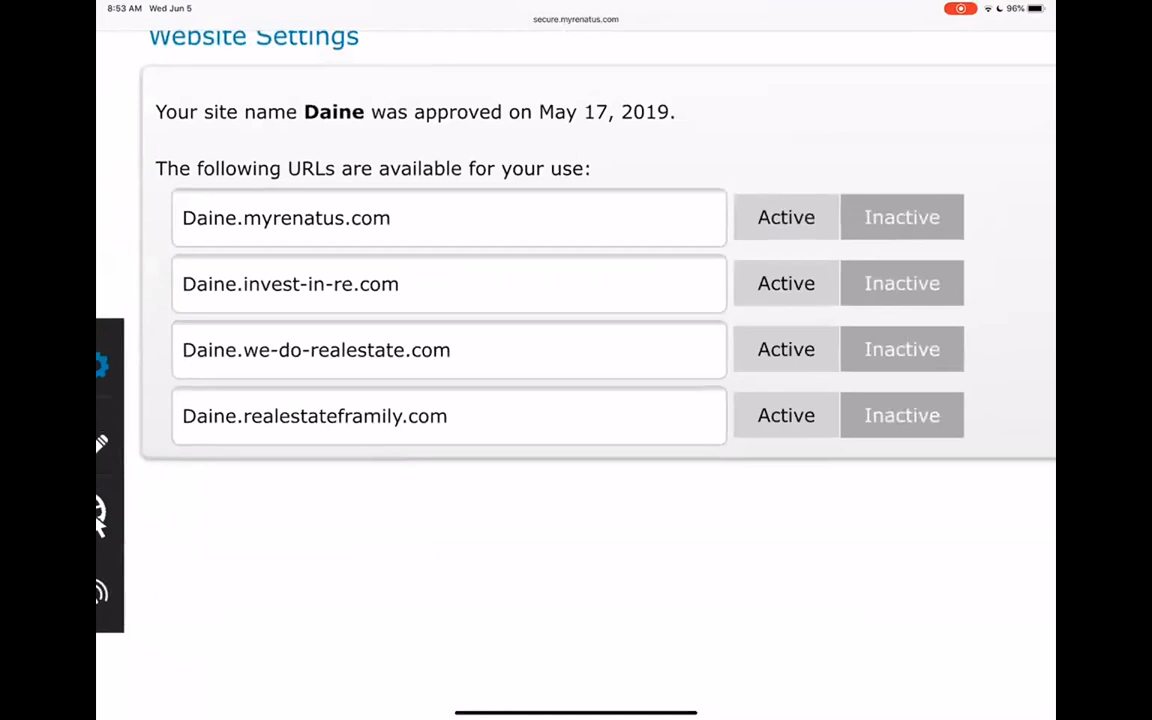 8:53 AM Wed Jun 5
96%
secure.myrenatus.com
Website Settings
Your site name Daine was approved on May 17, 2019.
The following URLs are available for your use:
Daine.myrenatus.com Active Inactive
Daine.invest-in-re.com Active Inactive
Daine.we-do-realestate.com Active Inactive
Daine.realestateframily.com Active Inactive